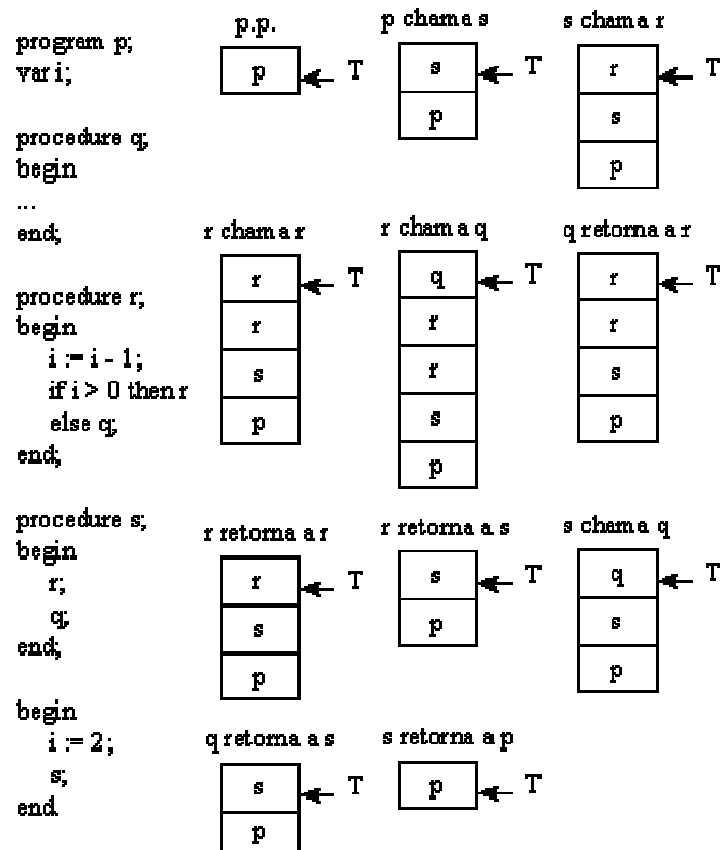 program p;
var i;
procedure q;
begin
...
end;
procedure r;
begin
i := i - 1;
if i > 0 then r
else q;
end;
procedure s;
begin
r;
q;
end;
begin
i := 2;
s;
end
p.p.
p
T
p chama s
s
T
p
s chama r
r
T
s
p
r chama r
r
T
r
s
p
r chama q
q
T
r
r
s
p
q retorna a r
r
T
r
s
p
r retorna a r
r
T
s
p
r retorna a s
s
T
p
s chama q
q
T
s
p
q retorna a s
s
T
p
s retorna a p
p
T